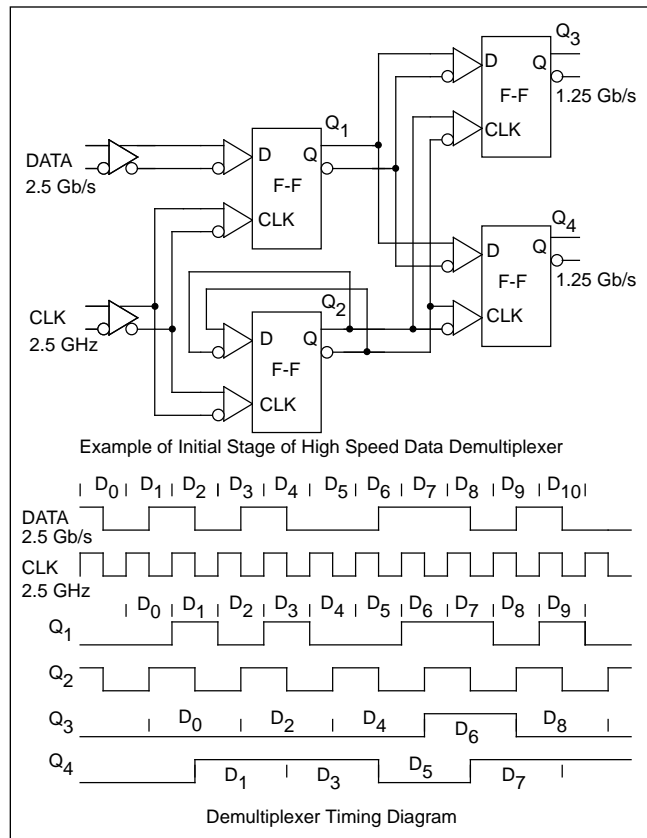 Q3
D Q
F-F
1.25 Gb/s
CLK
Q1
DATA
2.5 Gb/s
D Q
F-F
CLK
Q4
D Q
F-F
1.25 Gb/s
CLK
Q2
CLK
2.5 GHz
D Q
F-F
CLK
Example of Initial Stage of High Speed Data Demultiplexer
D0 D1 D2 D3 D4 D5 D6 D7 D8 D9 D10
DATA
2.5 Gb/s
CLK
2.5 GHz
D0 D1 D2 D3 D4 D5 D6 D7 D8 D9
Q1
Q2
Q3 D0 D2 D4 D6 D8
Q4 D1 D3 D5 D7
Demultiplexer Timing Diagram